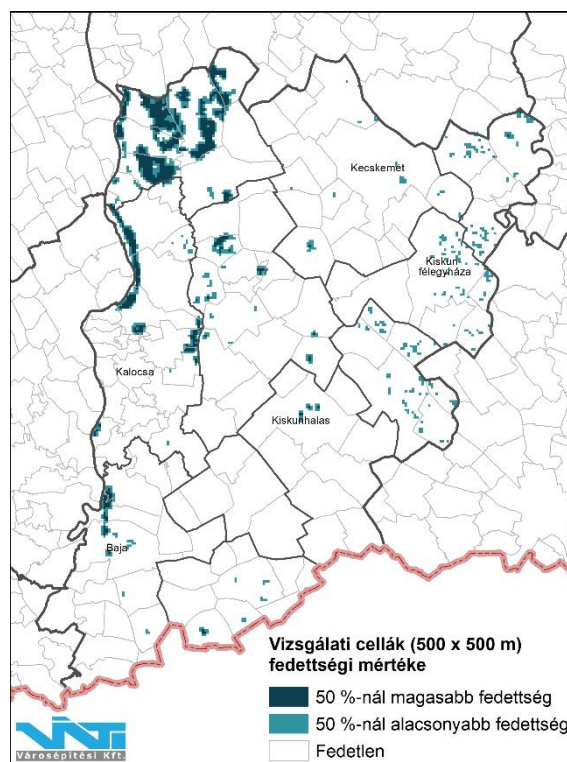 Kecskemét
Kiskun
félegyháza
Kalocsa
Kiskunhalas
Baja
Vizsgálati cellák (500 x 500 m)
fedettségi mértéke
50 %-nál magasabb fedettség
50 %-nál alacsonyabb fedettség
Fedetlen
VÁTI
Városépítési Kft.